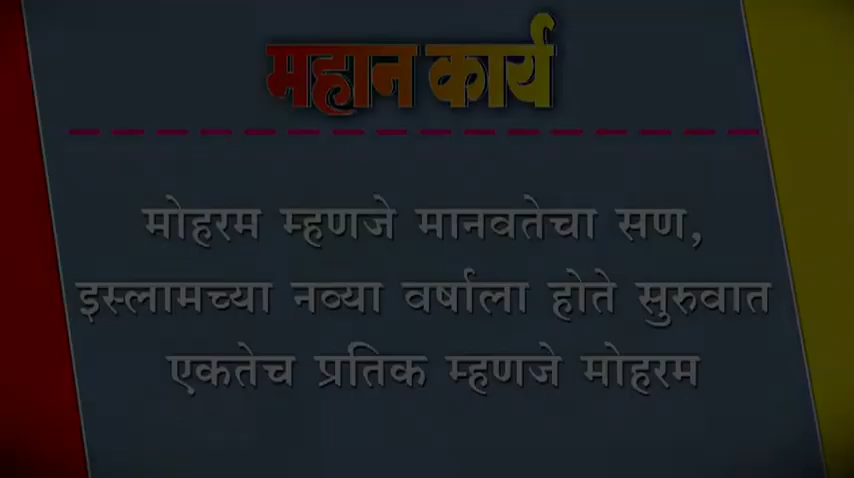 महान कार्य
मोहरम म्हणजे मानवतेचा सण,
इस्लामच्या नव्या वर्षाला होते सुरुवात
एकतेच प्रतिक म्हणजे मोहरम